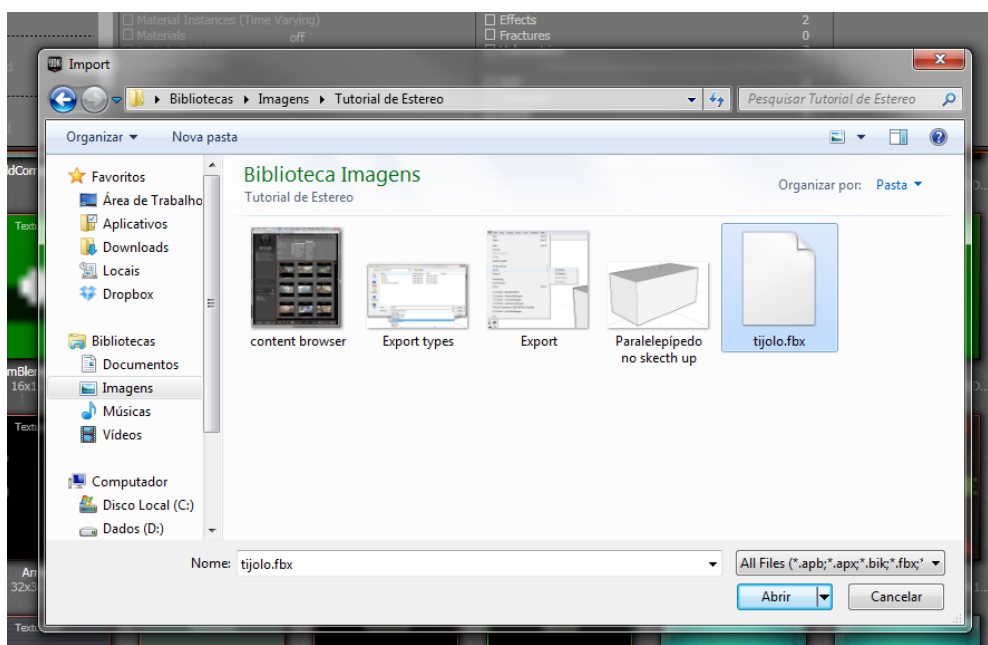 Material Instances (Time Varying)
Materials off
Effects 2
Fractures 0
Import
Bibliotecas Imagens Tutorial de Estereo
Pesquisar Tutorial de Estereo
Organizar Nova pasta
Favoritos
Área de Trabalho
Aplicativos
Downloads
Locais
Dropbox
Bibliotecas
Documentos
Imagens
Músicas
Vídeos
Computador
Disco Local (C:)
Dados (D:)
Biblioteca Imagens
Tutorial de Estereo
Organizar por: Pasta
content browser
Export types
Export
Paralelepípedo
no skecth up
tijolo.fbx
Nome: tijolo.fbx
All Files (*.apb;*.apx;*.bik;*.fbx;*
Abrir
Cancelar